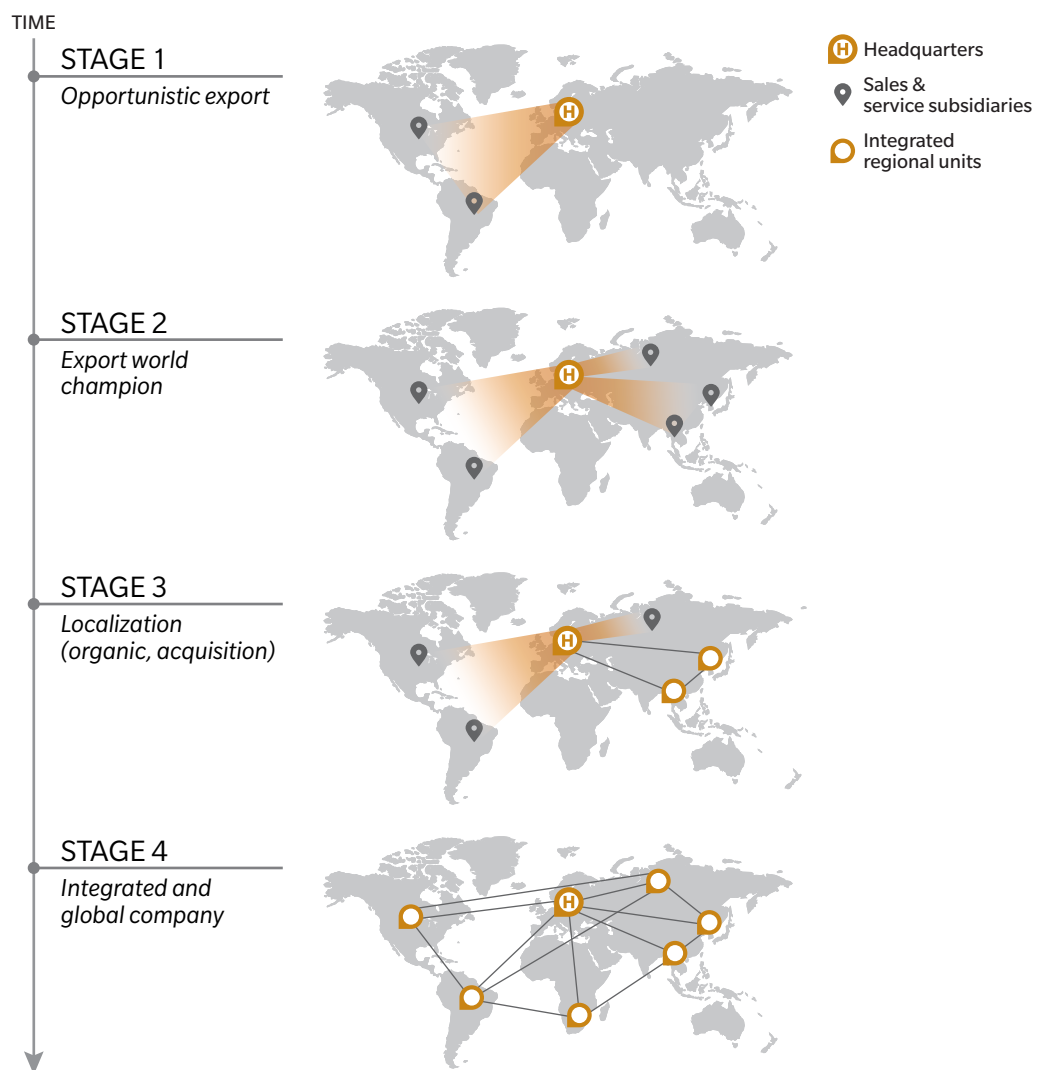 TIME
STAGE 1
Opportunistic export
H
H
Headquarters
Sales &
service subsidiaries
Integrated
regional units
STAGE 2
Export world
champion
H
STAGE 3
Localization
(organic, acquisition)
H
STAGE 4
Integrated and
global company
H